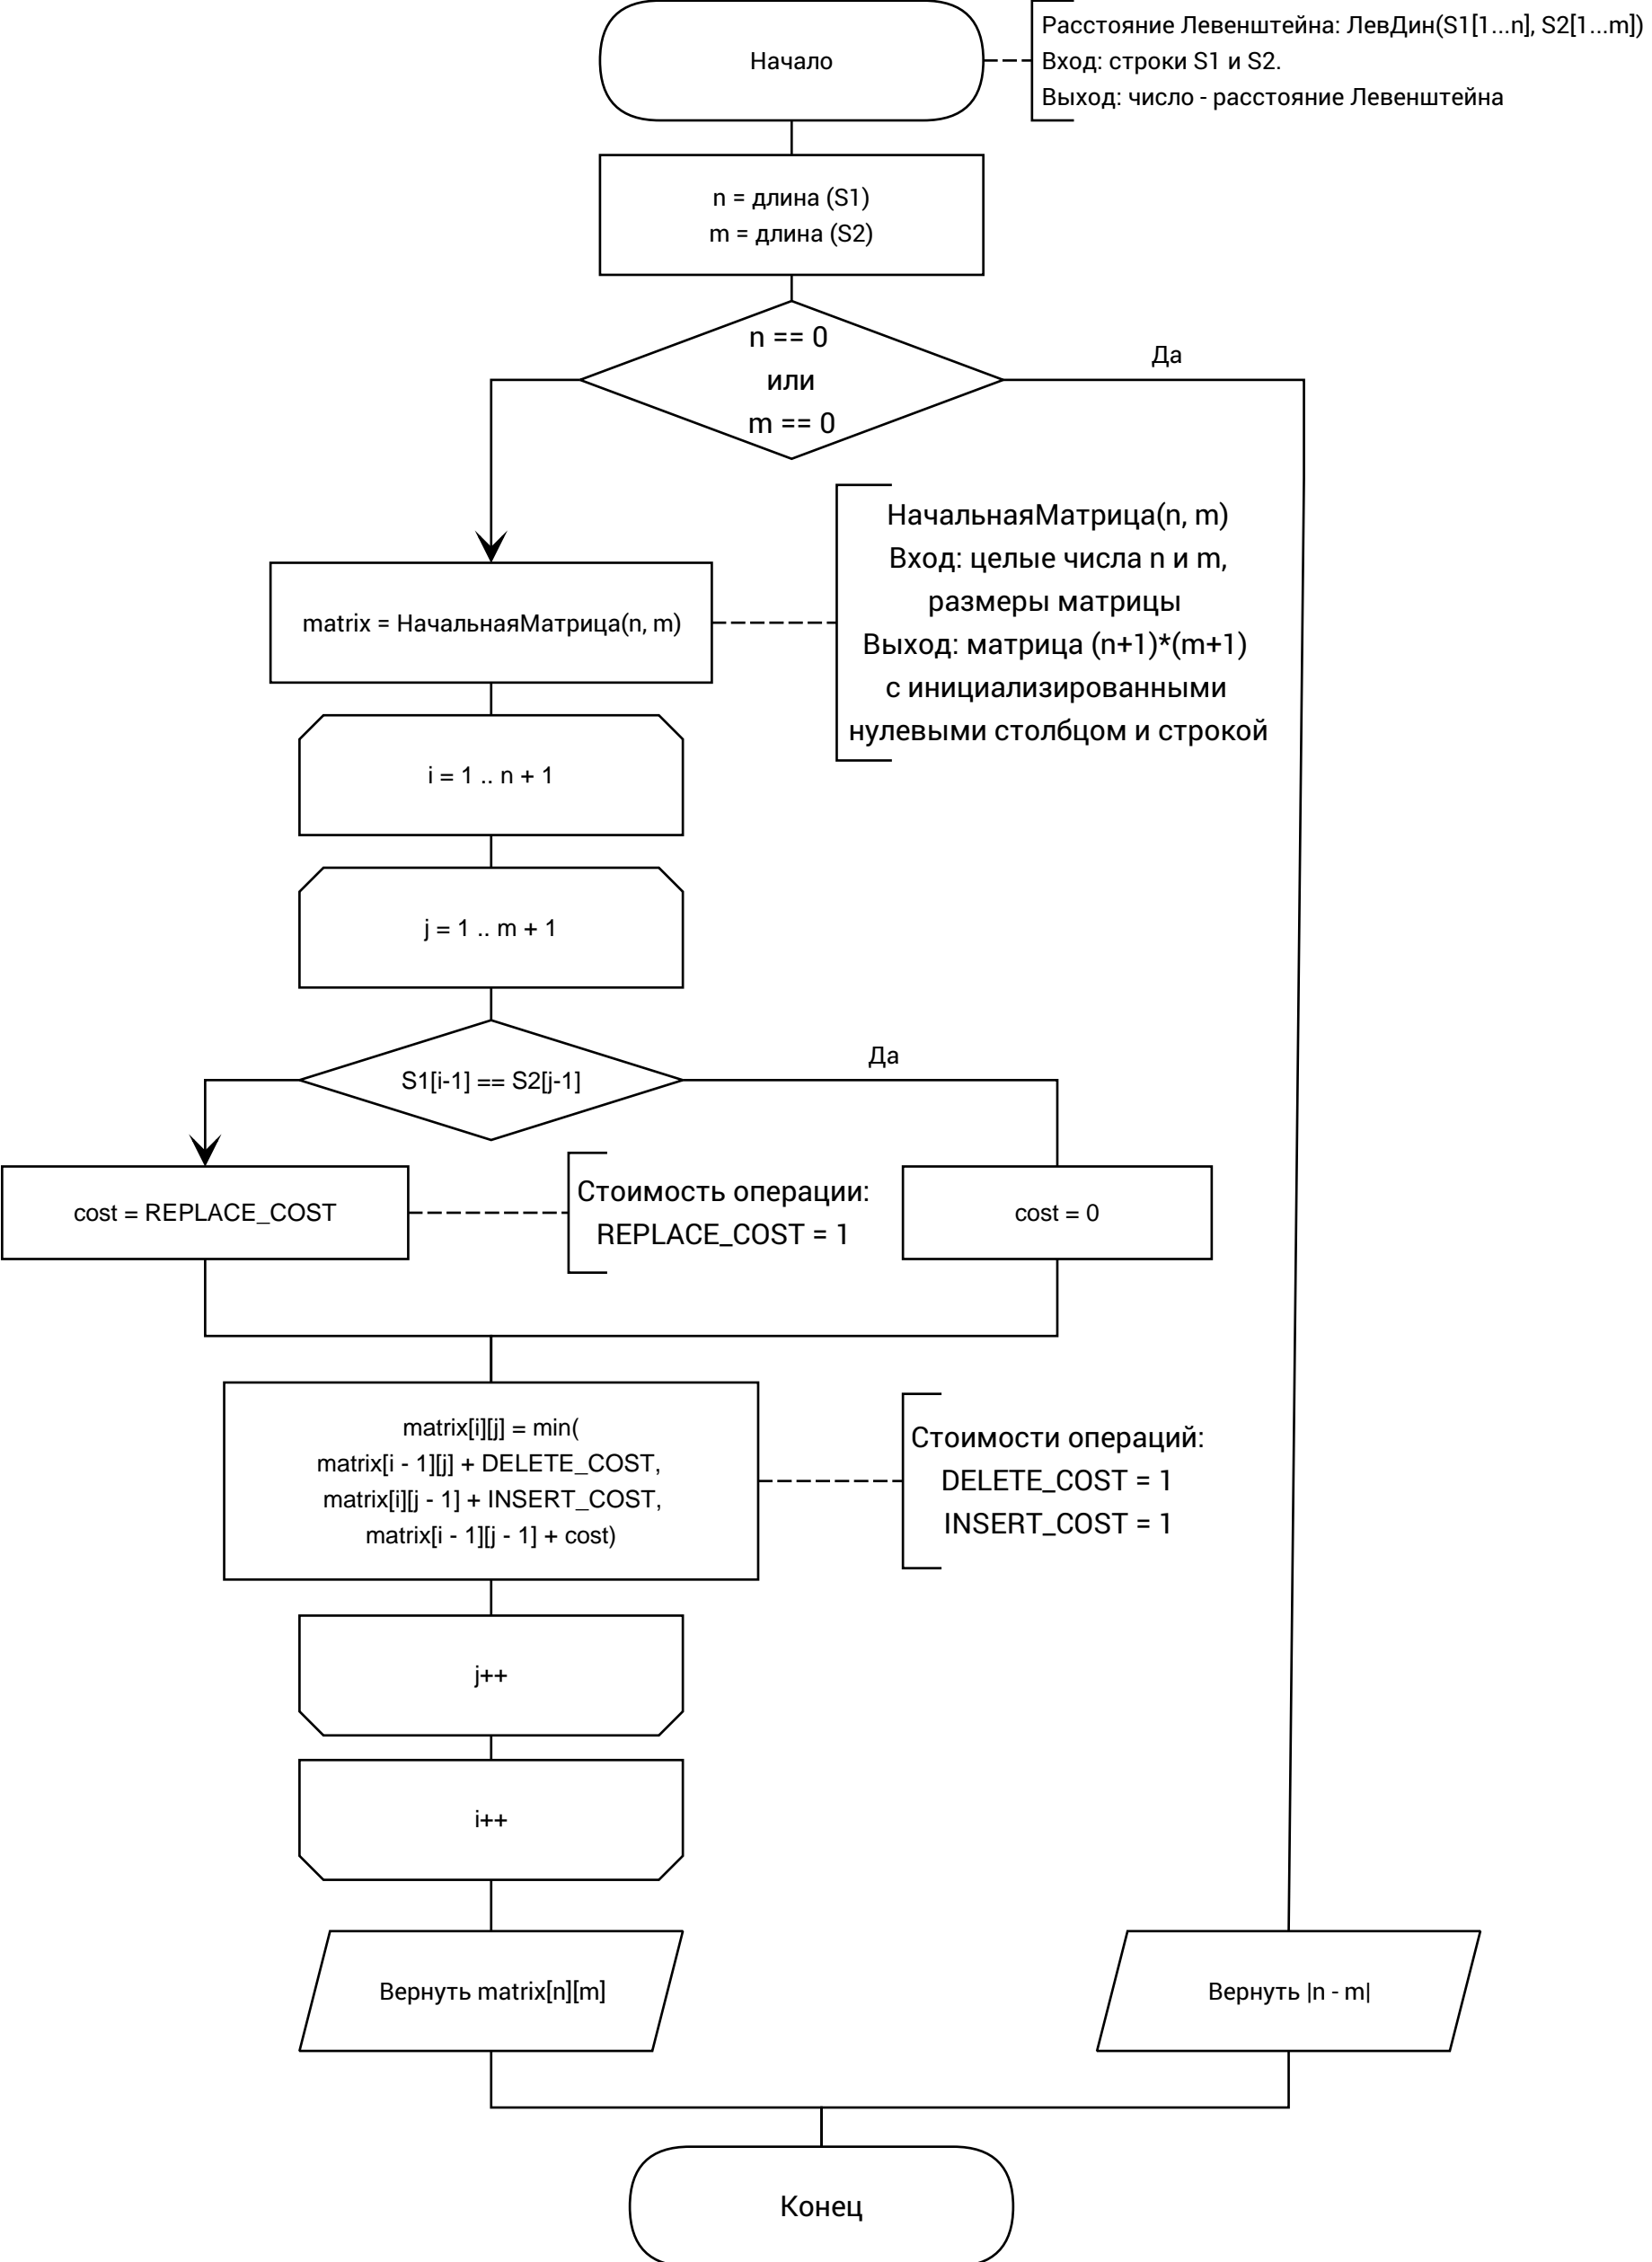 Начало
Расстояние Левенштейна: ЛевДин(S1[1...n], S2[1...m])
Вход: строки S1 и S2.
Выход: число - расстояние Левенштейна
n = длина (S1)
m = длина (S2)
n == 0
или
m == 0
Да
matrix = НачальнаяМатрица(n, m)
НачальнаяМатрица(n, m)
Вход: целые числа n и m,
размеры матрицы
Выход: матрица (n+1)*(m+1)
с инициализированными
нулевыми столбцом и строкой
i = 1 .. n + 1
j = 1 .. m + 1
S1[i-1] == S2[j-1]
Да
cost = REPLACE_COST
Стоимость операции:
REPLACE_COST = 1
cost = 0
matrix[i][j] = min(
matrix[i - 1][j] + DELETE_COST,
matrix[i][j - 1] + INSERT_COST,
matrix[i - 1][j - 1] + cost)
Стоимости операций:
DELETE_COST = 1
INSERT_COST = 1
j++
i++
Вернуть matrix[n][m]
Вернуть |n - m|
Конец